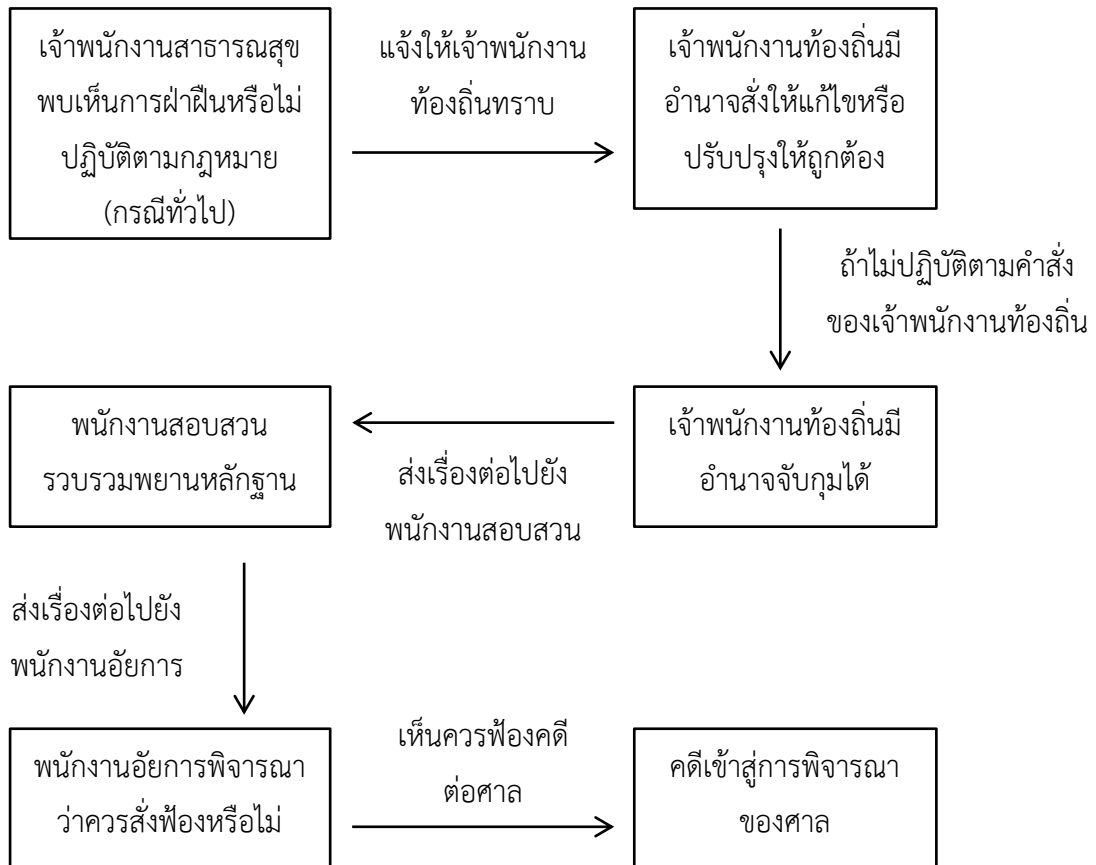 เจ้าพนักงานสาธารณสุข
พบเห็นการฝ่าฝืนหรือไม่
ปฏิบัติตามกฎหมาย
(กรณีทั่วไป)
แจ้งให้เจ้าพนักงาน
ท้องถิ่นทราบ
เจ้าพนักงานท้องถิ่นมี
อำนาจสั่งให้แก้ไขหรือ
ปรับปรุงให้ถูกต้อง
ถ้าไม่ปฏิบัติตามคำสั่ง
ของเจ้าพนักงานท้องถิ่น
เจ้าพนักงานท้องถิ่นมี
อำนาจจับกุมได้
ส่งเรื่องต่อไปยัง
พนักงานสอบสวน
พนักงานสอบสวน
รวบรวมพยานหลักฐาน
ส่งเรื่องต่อไปยัง
พนักงานอัยการ
พนักงานอัยการพิจารณา
ว่าควรสั่งฟ้องหรือไม่
เห็นควรฟ้องคดี
ต่อศาล
คดีเข้าสู่การพิจารณา
ของศาล